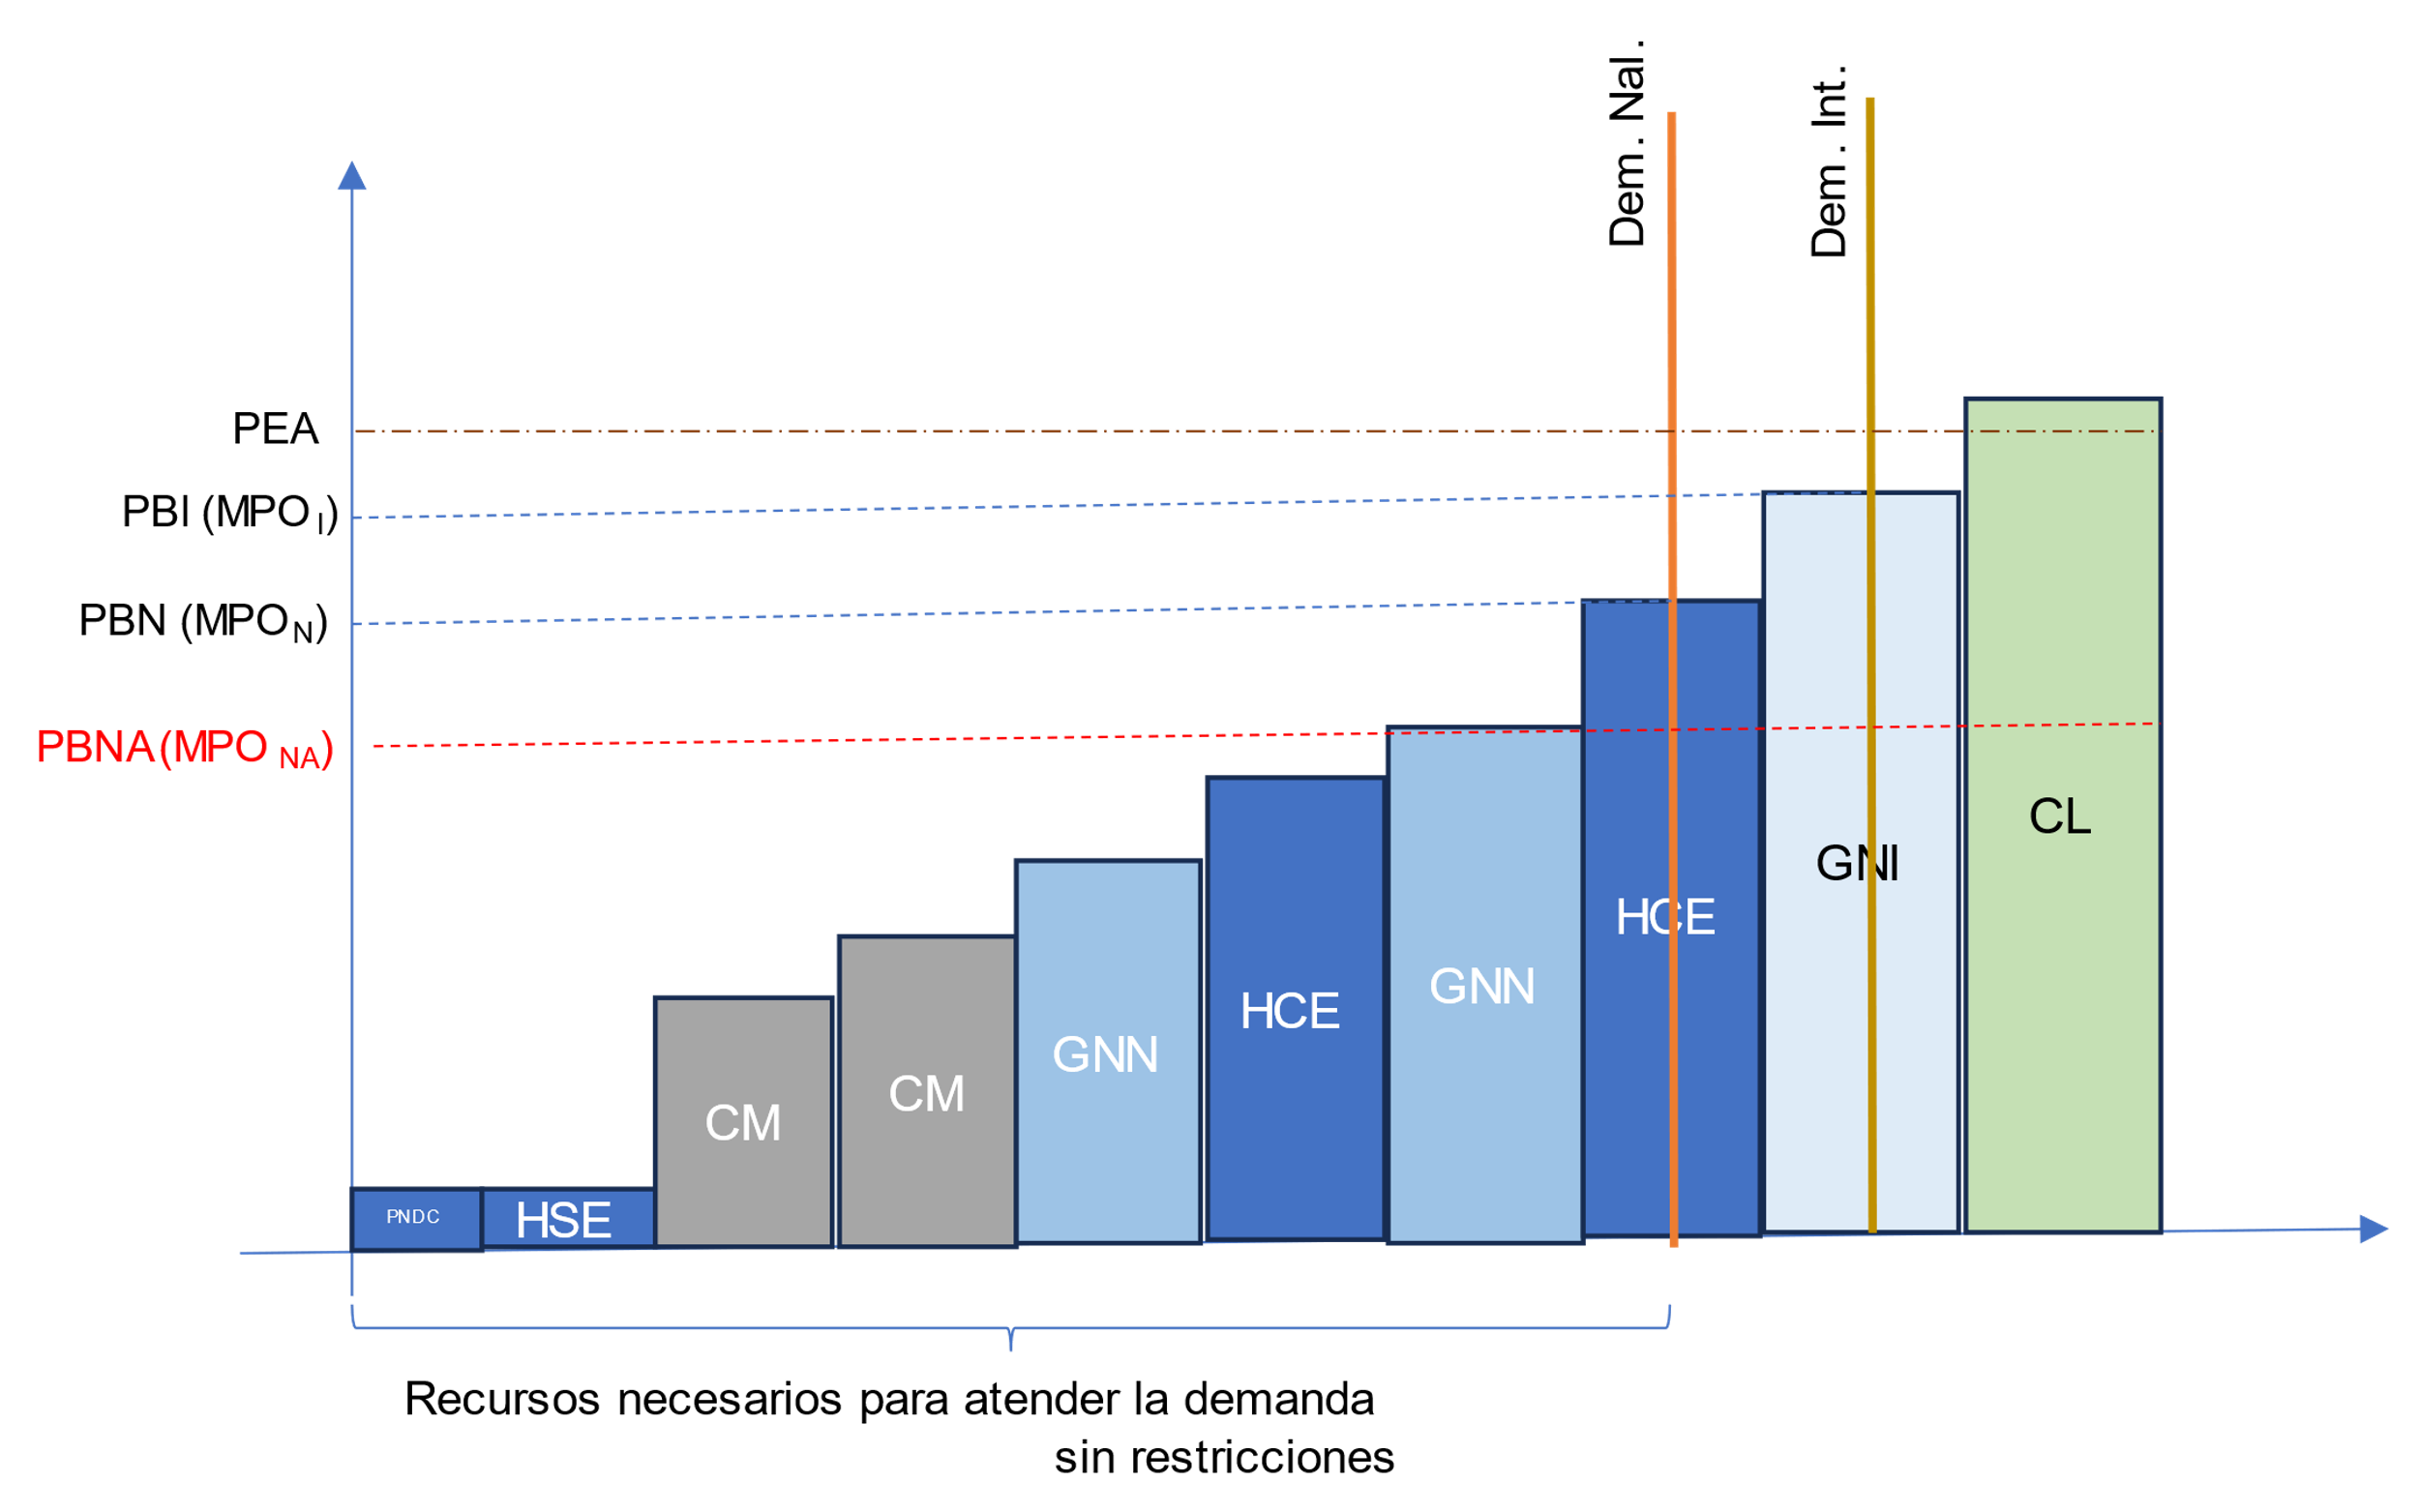 Dem. Nal.
Dem. Int.
PEA
PBI (MPO I)
PBN (MPO N)
PBNA (MPO NA)
PNDC
HSE
CM
CM
GNN
HCE
GNN
HCE
GNI
CL
Recursos necesarios para atender la demanda
sin restricciones